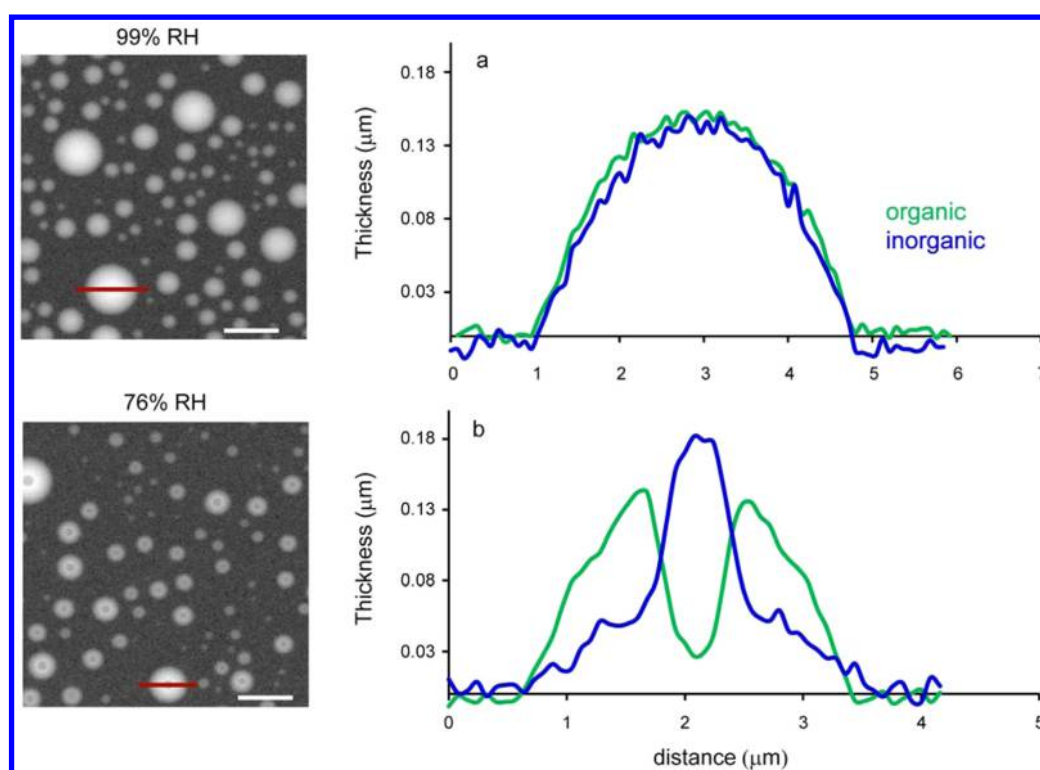 99% RH
a
0.18
0.13
0.08
0.03
Thickness (μm)
organic
inorganic
0 1 2 3 4 5 6 7
76% RH
b
0.18
0.13
0.08
0.03
Thickness (μm)
0 1 2 3 4 5
distance (μm)